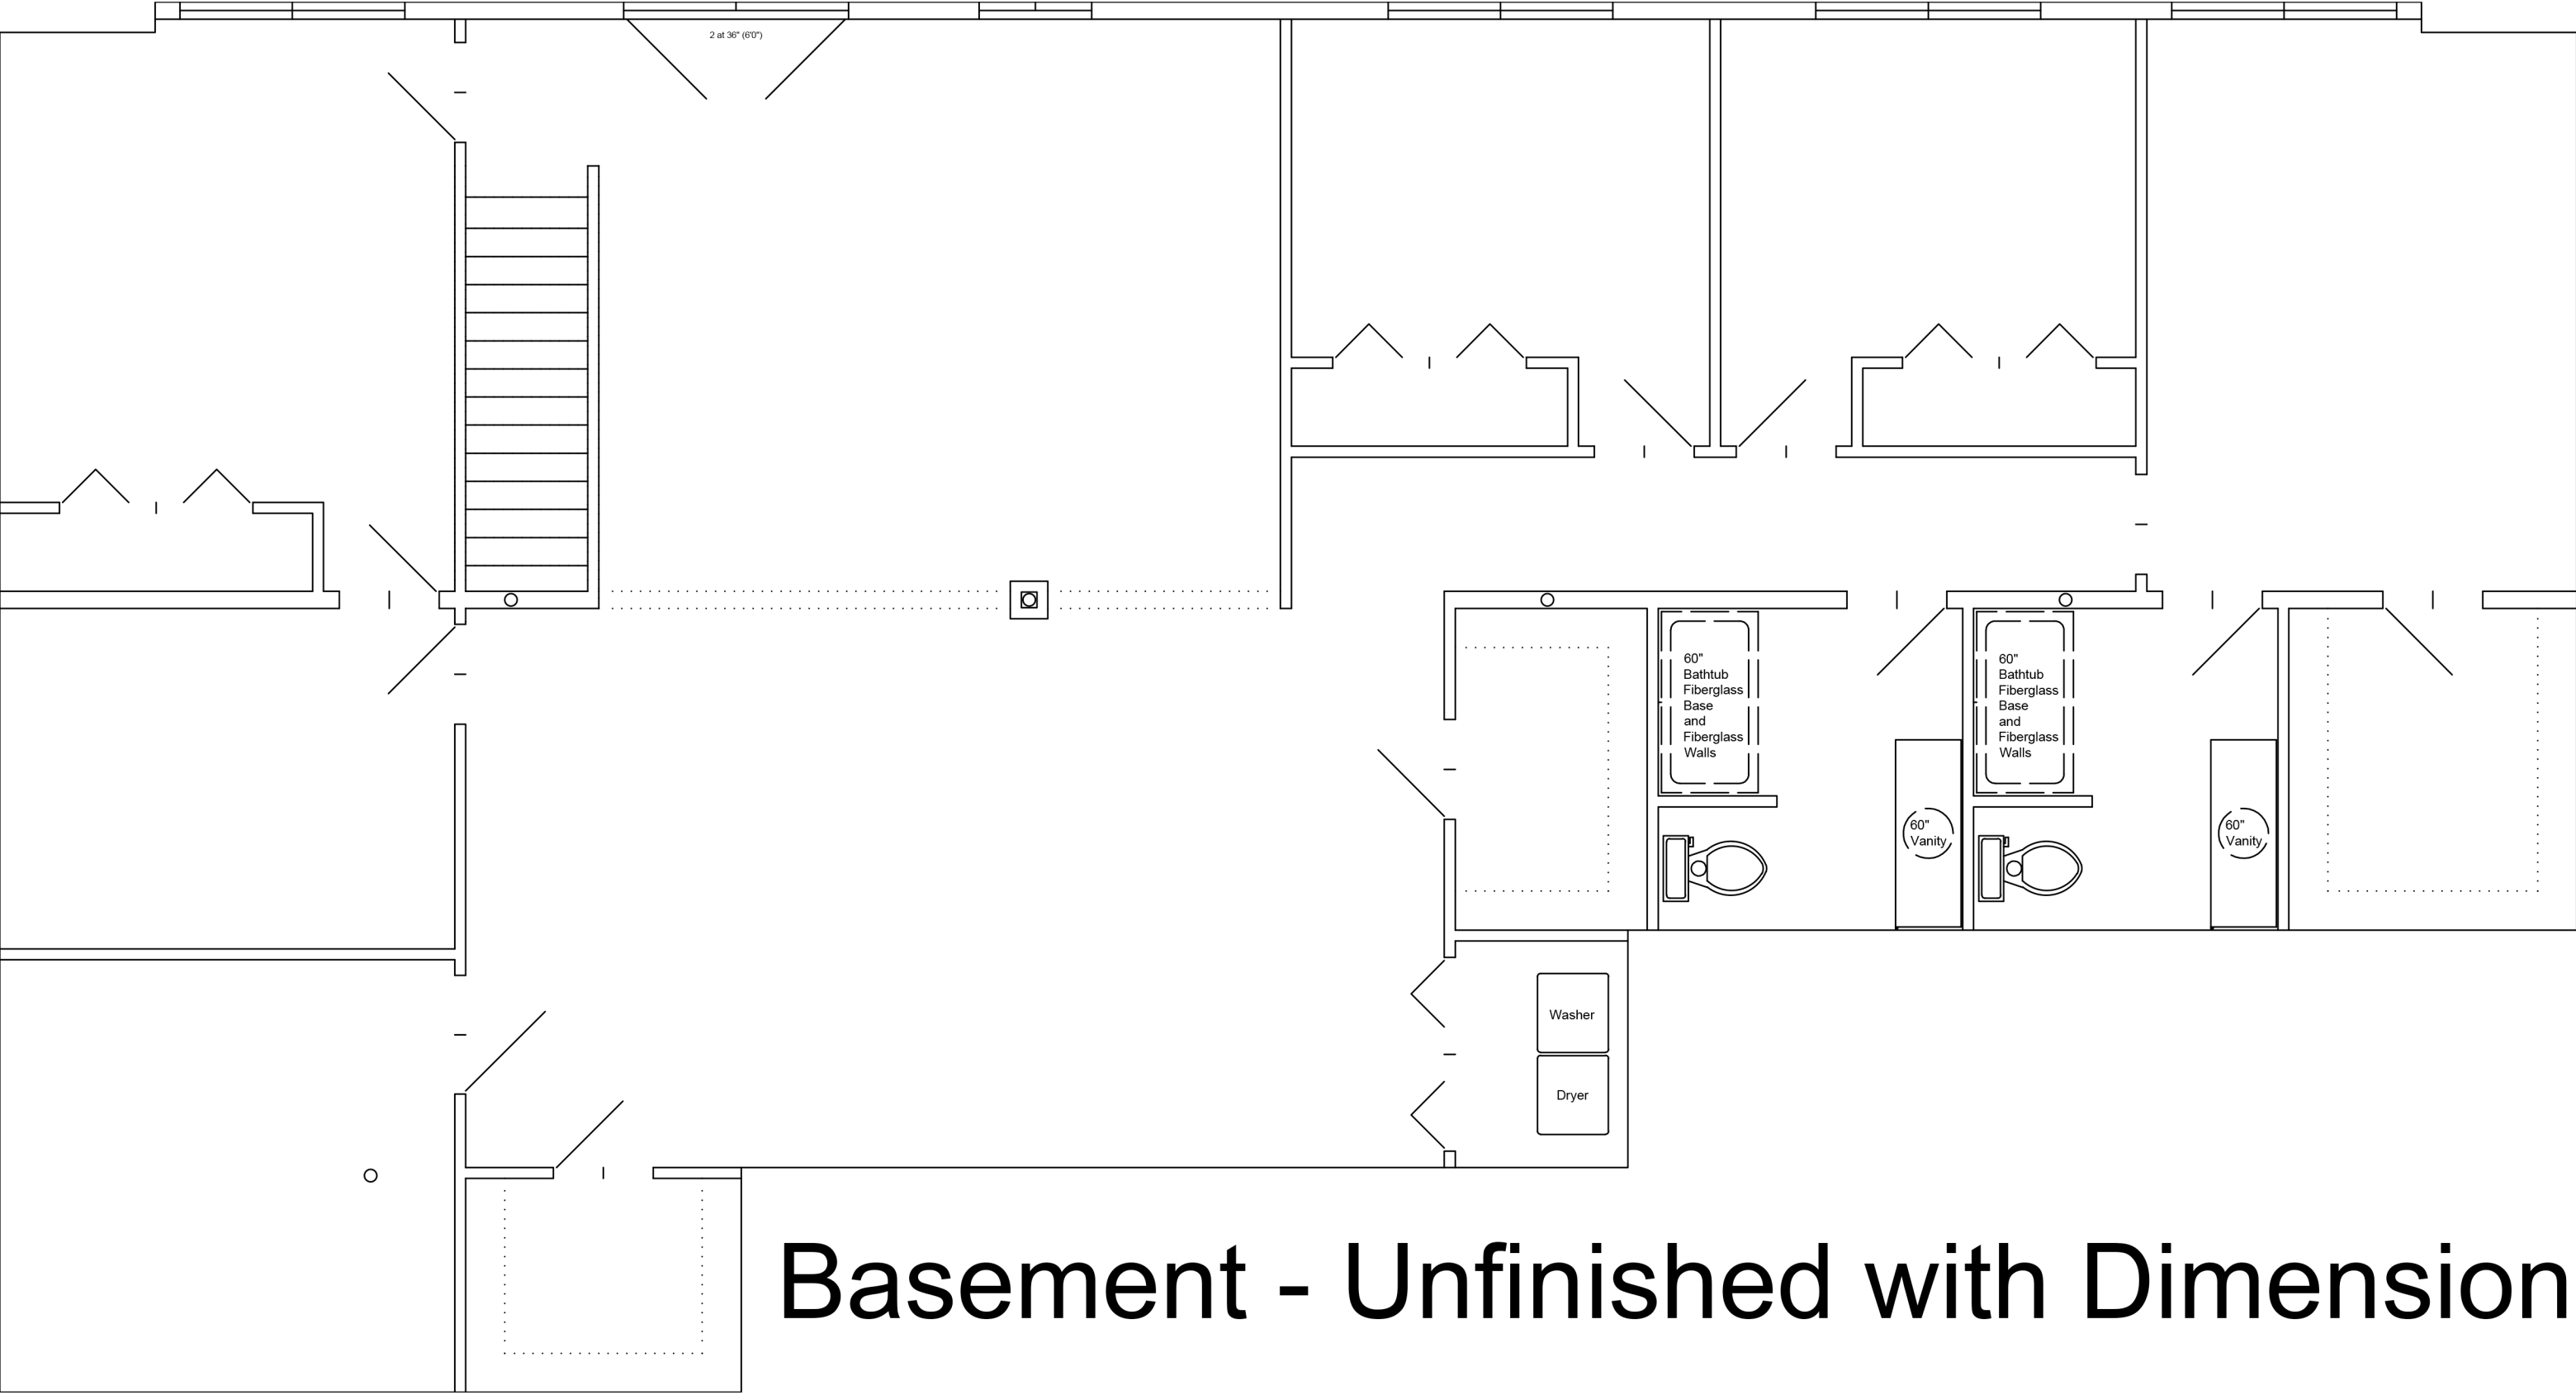 2 at 36" (6'0")
60"
Bathtub
Fiberglass
Base
and
Fiberglass
Walls
60"
Bathtub
Fiberglass
Base
and
Fiberglass
Walls
60"
Vanity
60"
Vanity
Washer
Dryer
Basement - Unfinished with Dimension